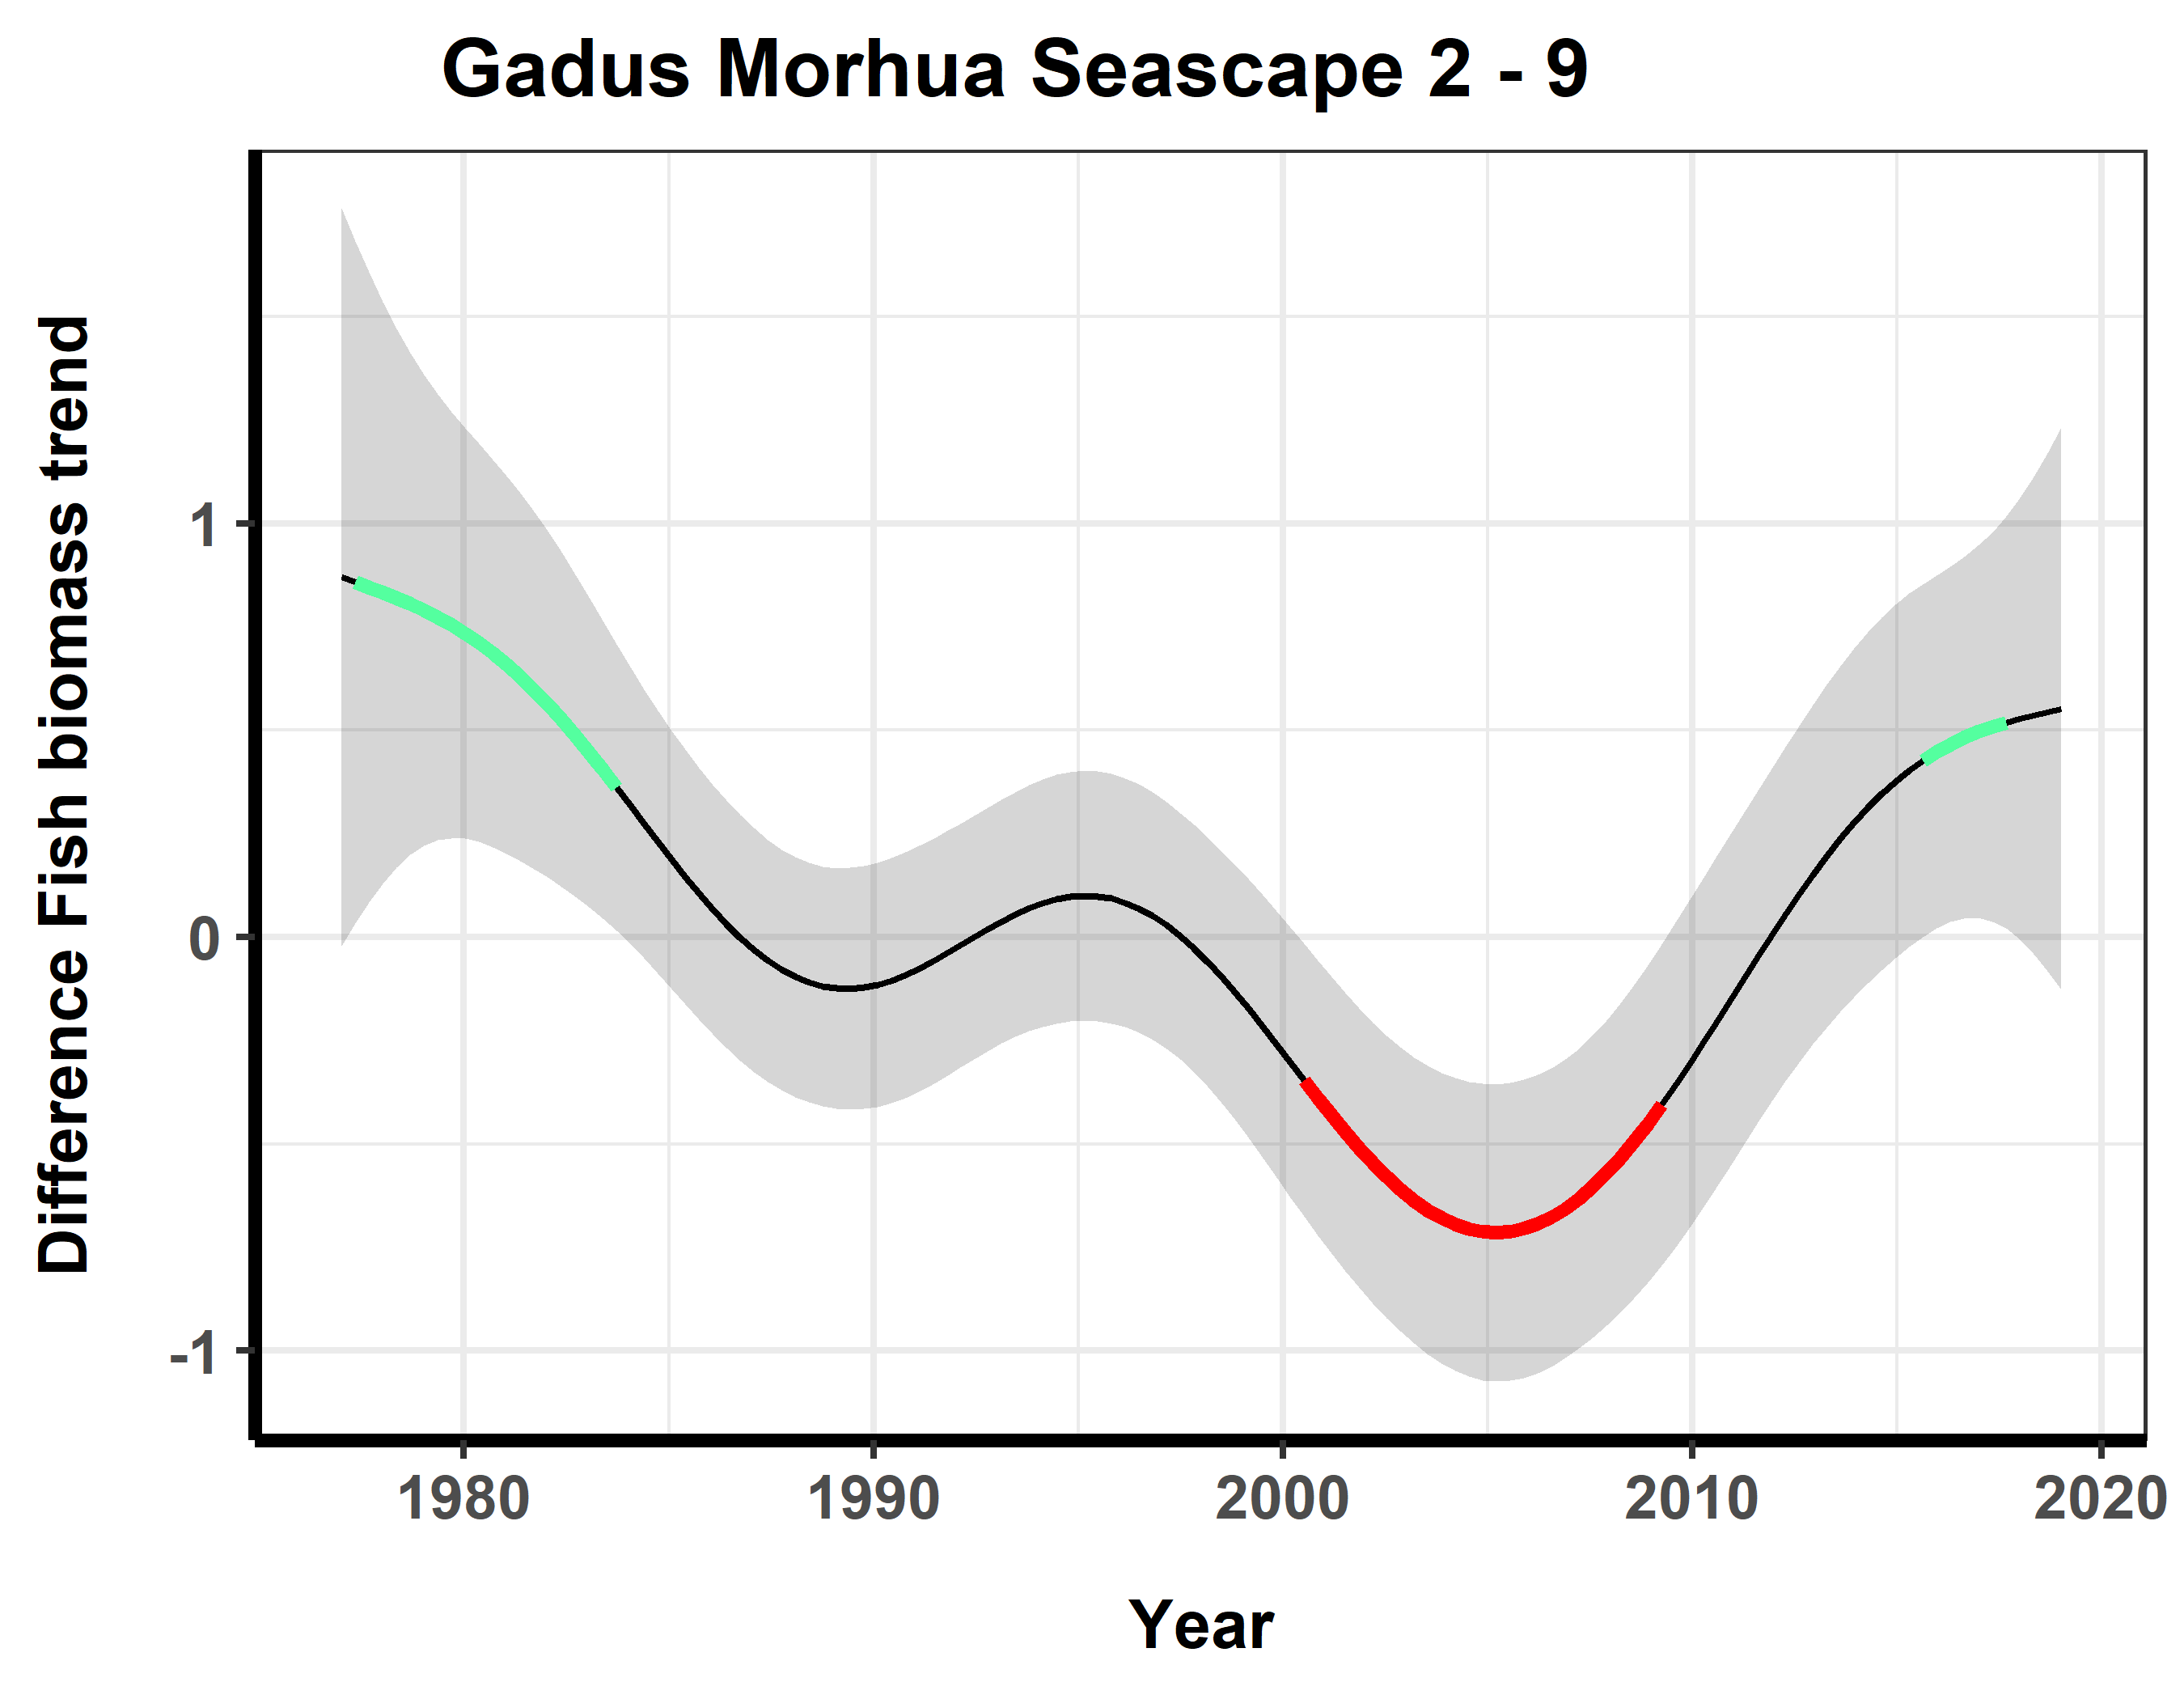 Gadus Morhua Seascape 2 - 9
Difference Fish biomass trend
1
0
-1
1980
1990
2000
2010
2020
Year